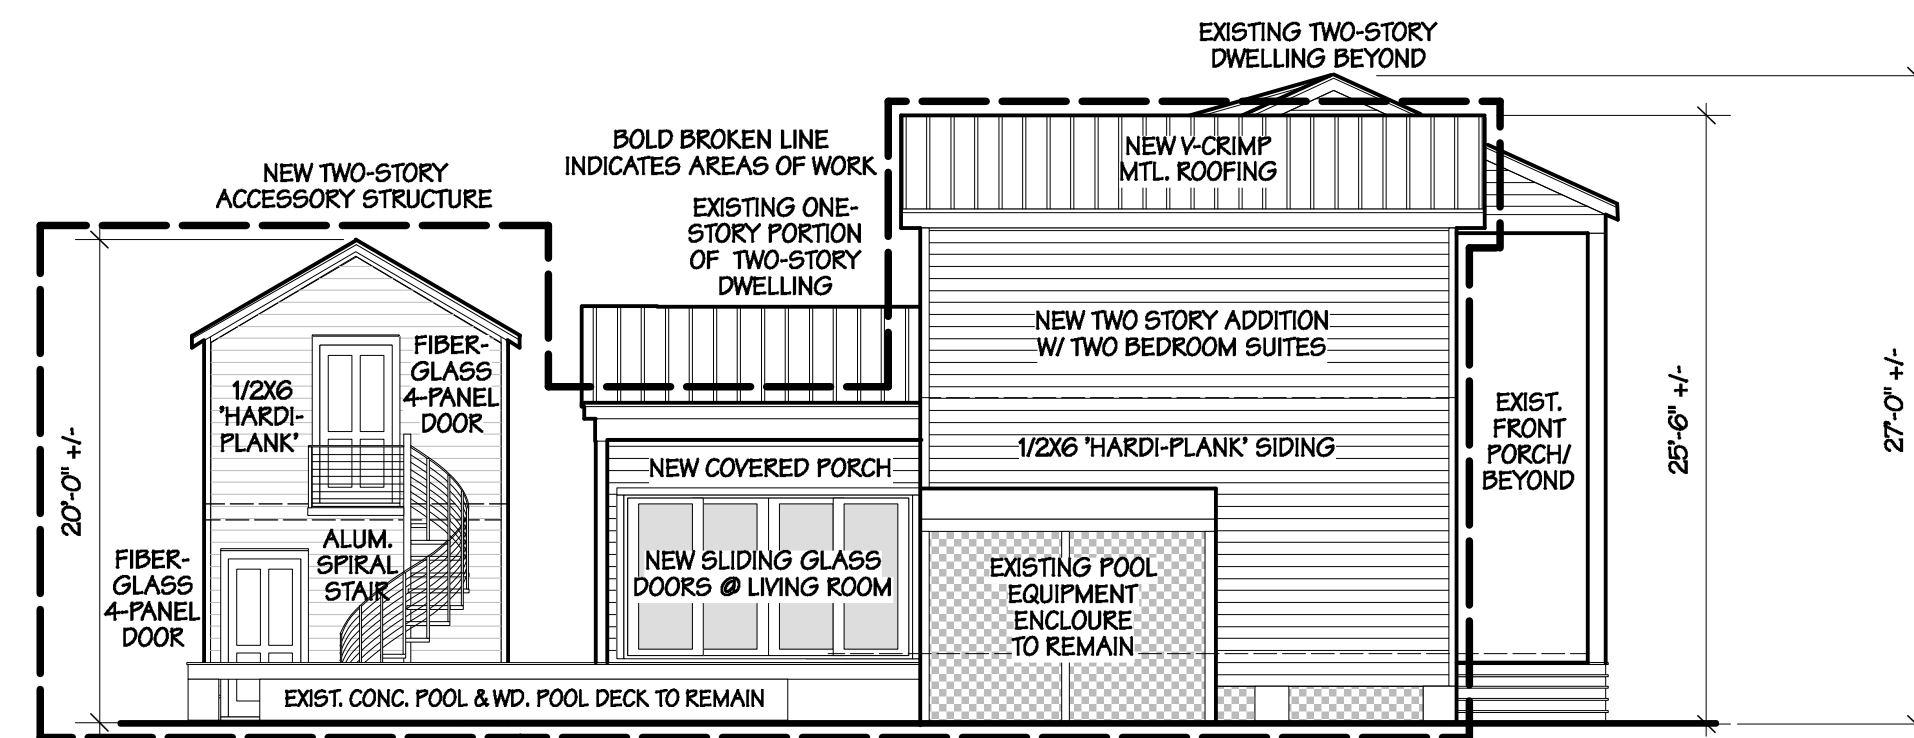 EXISTING TWO-STORY
DWELLING BEYOND
BOLD BROKEN LINE
INDICATES AREAS OF WORK
NEW V-CRIMP
MTL. ROOFING
NEW TWO-STORY
ACCESSORY STRUCTURE
EXISTING ONE-
STORY PORTION
OF TWO-STORY
DWELLING
NEW TWO STORY ADDITION
W/ TWO BEDROOM SUITES
FIBER-
GLASS
4-PANEL
DOOR
1/2X6
'HARDI-
PLANK'
20'-0" +/-
25'-6" +/-
27'-0" +/-
EXIST.
FRONT
PORCH/
BEYOND
1/2X6 'HARDI-PLANK' SIDING
NEW COVERED PORCH
ALUM.
SPIRAL
STAIR
FIBER-
GLASS
4-PANEL
DOOR
NEW SLIDING GLASS
DOORS @ LIVING ROOM
EXISTING POOL
EQUIPMENT
ENCLOURE
TO REMAIN
EXIST. CONC. POOL & WD. POOL DECK TO REMAIN